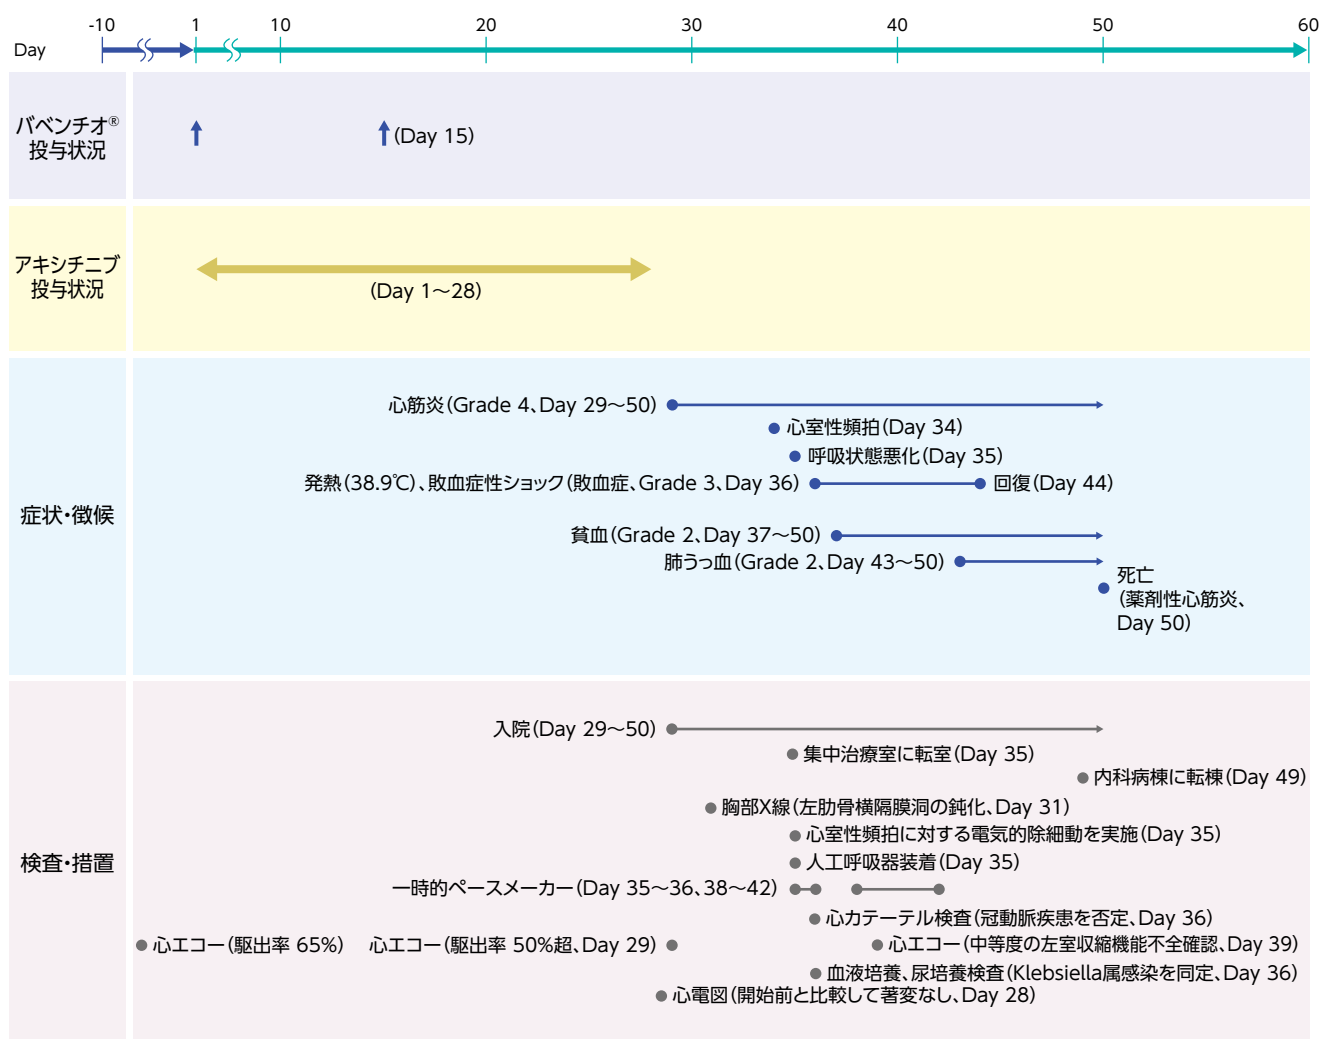 -10 1 10 20 30 40 50 60
Day
バベンチオ®
投与状況
(Day 15)
アキシチニブ
投与状況
(Day 1〜28)
症状・徴候
心筋炎(Grade 4、Day 29〜50)
心室性頻拍(Day 34)
呼吸状態悪化(Day 35)
発熱(38.9℃)、敗血症性ショック(敗血症、Grade 3、Day 36)
回復(Day 44)
貧血(Grade 2、Day 37〜50)
肺うっ血(Grade 2、Day 43〜50)
死亡
(薬剤性心筋炎、
Day 50)
検査・措置
入院(Day 29〜50)
集中治療室に転室(Day 35)
内科病棟に転棟(Day 49)
胸部X線(左肋骨横隔膜洞の鈍化、Day 31)
心室性頻拍に対する電気的除細動を実施(Day 35)
人工呼吸器装着(Day 35)
一時的ペースメーカー(Day 35〜36、38〜42)
心カテーテル検査(冠動脈疾患を否定、Day 36)
心エコー(駆出率 65%)
心エコー(駆出率 50%超、Day 29)
心エコー(中等度の左室収縮機能不全確認、Day 39)
血液培養、尿培養検査(Klebsiella属感染を同定、Day 36)
心電図(開始前と比較して著変なし、Day 28)